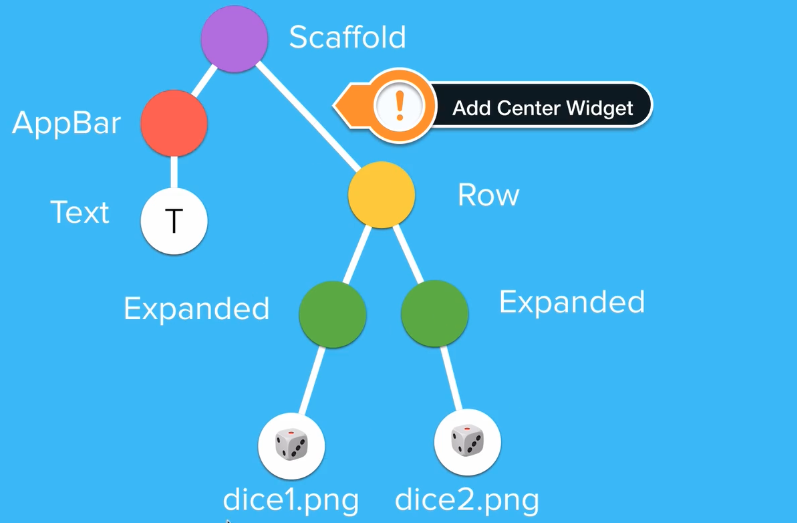 Scaffold
!
Add Center Widget
AppBar
Row
Text
T
Expanded
Expanded
dice1.png
dice2.png